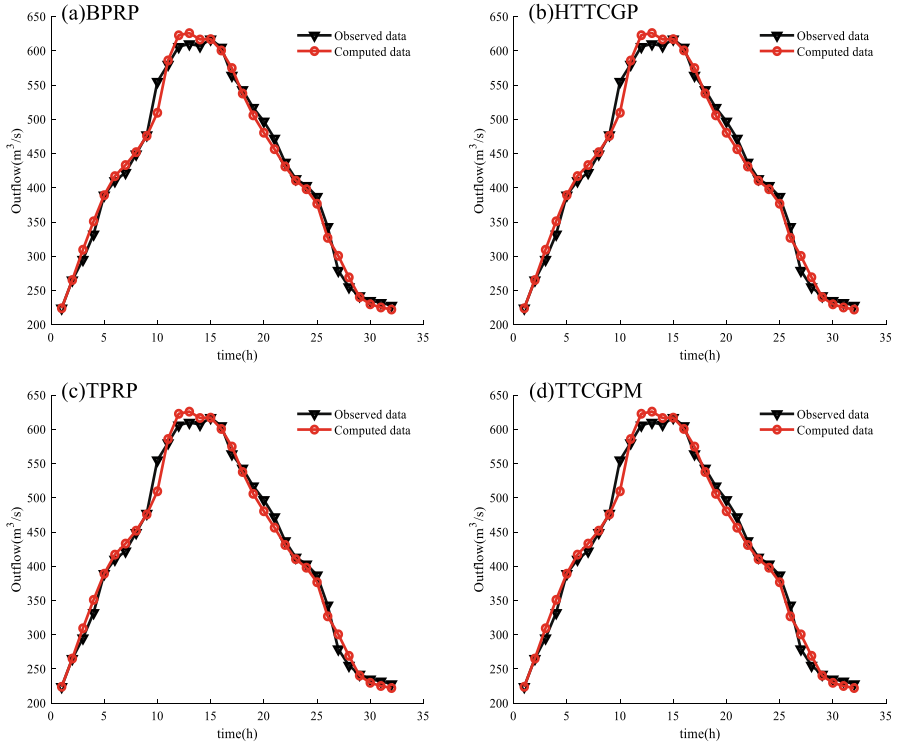 (a)BPRP
650
600
550
500
450
400
350
300
250
200
Outflow(m³/s)
Observed data
Computed data
0 5 10 15 20 25 30 35
time(h)
(b)HTTCGP
650
600
550
500
450
400
350
300
250
200
Outflow(m³/s)
Observed data
Computed data
0 5 10 15 20 25 30 35
time(h)
(c)TPRP
650
600
550
500
450
400
350
300
250
200
Outflow(m³/s)
Observed data
Computed data
0 5 10 15 20 25 30 35
time(h)
(d)TTCGPM
650
600
550
500
450
400
350
300
250
200
Outflow(m³/s)
Observed data
Computed data
0 5 10 15 20 25 30 35
time(h)